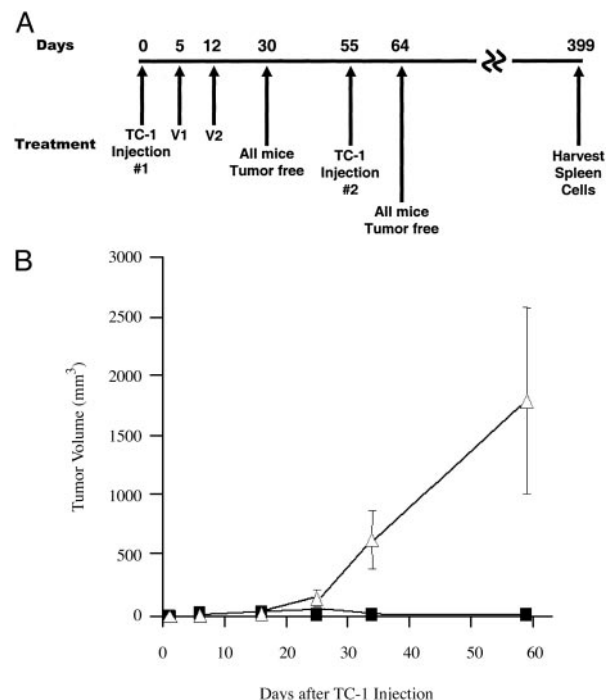 A
Days
0 5 12 30 55 64 399
Treatment
TC-1
Injection
#1
V1
V2
All mice
Tumor free
TC-1
Injection
#2
All mice
Tumor free
Harvest
Spleen
Cells
B
Tumor Volume (mm³)
3000
2500
2000
1500
1000
500
0
0 10 20 30 40 50 60
Days after TC-1 Injection